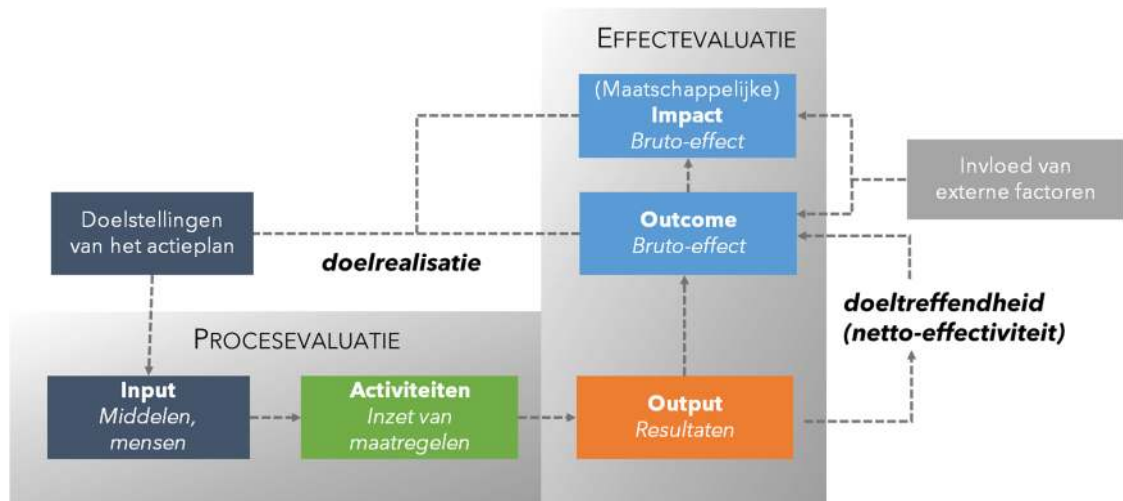 EFFECTEVALUATIE
(Maatschappelijke)
Impact
Bruto-effect
Invloed van
externe factoren
Doelstellingen
van het actieplan
Outcome
Bruto-effect
doelrealisatie
doeltreffendheid
(netto-effectiviteit)
PROCESEVALUATIE
Input
Middelen,
mensen
Activiteiten
Inzet van
maatregelen
Output
Resultaten